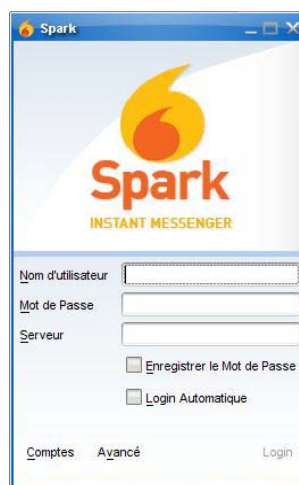 Spark
Spark
INSTANT MESSENGER
Nom d'utilisateur
Mot de Passe
Serveur
Enregistrer le Mot de Passe
Login Automatique
Comptes Avancé Login